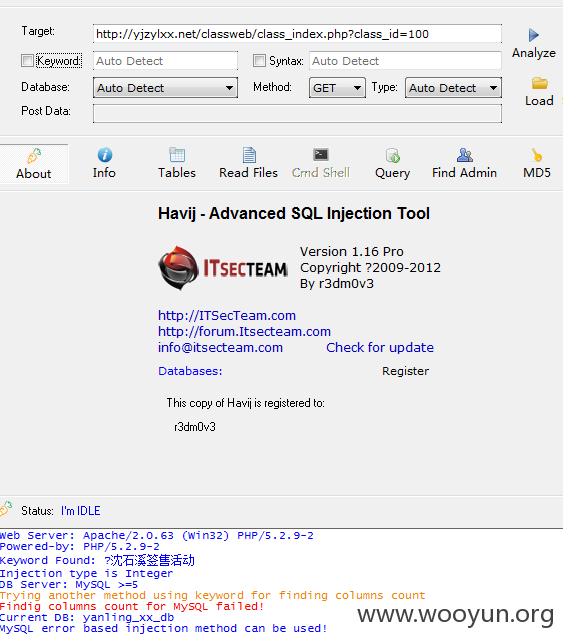 Target: http://yjzylxx.net/classweb/class_index.php?class_id=100
Keyword: Auto Detect Syntax: Auto Detect Analyze
Database: Auto Detect Method: GET Type: Auto Detect
Post Data: Load
About Info Tables Read Files Cmd Shell Query Find Admin MD5
Havij - Advanced SQL Injection Tool
ITSECTEAM
Version 1.16 Pro
Copyright ?2009-2012
By r3dm0v3
http://ITSecTeam.com
http://forum.Itsecteam.com
info@itsecteam.com Check for update
Databases: Register
This copy of Havij is registered to:
r3dm0v3
Status: I'm IDLE
Web Server: Apache/2.0.63 (Win32) PHP/5.2.9-2
Powered-by: PHP/5.2.9-2
Keyword Found: ?沈石溪签售活动
Injection type is Integer
DB Server: MySQL >=5
Trying another method using keyword for finding columns count
Findig columns count for MySQL failed!
Current DB: yanling_xx_db
MySQL error based injection method can be used!
www.wooyun.org